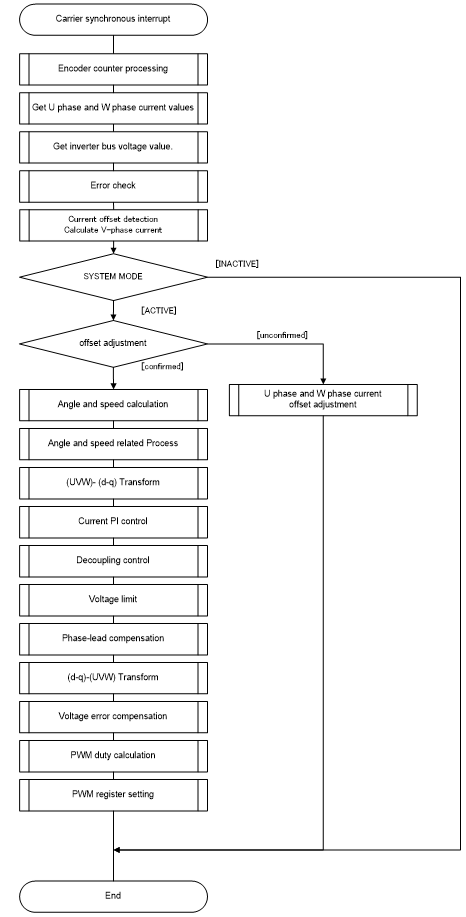 Carrier synchronous interrupt
Encoder counter processing
Get U phase and W phase current values
Get inverter bus voltage value.
Error check
Current offset detection
Calculate V-phase current
[INACTIVE]
SYSTEM MODE
[ACTIVE]
[unconfirmed]
offset adjustment
[confirmed]
U phase and W phase current
offset adjustment
Angle and speed calculation
Angle and speed related Process
(UVW)- (d-q) Transform
Current PI control
Decoupling control
Voltage limit
Phase-lead compensation
(d-q)-(UVW) Transform
Voltage error compensation
PWM duty calculation
PWM register setting
End